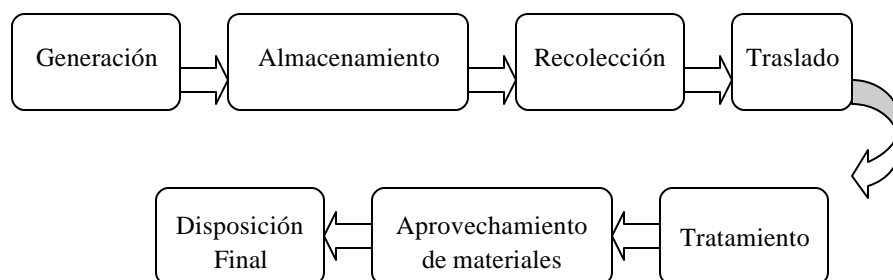 Generación
Almacenamiento
Recolección
Traslado
Tratamiento
Aprovechamiento
de materiales
Disposición
Final